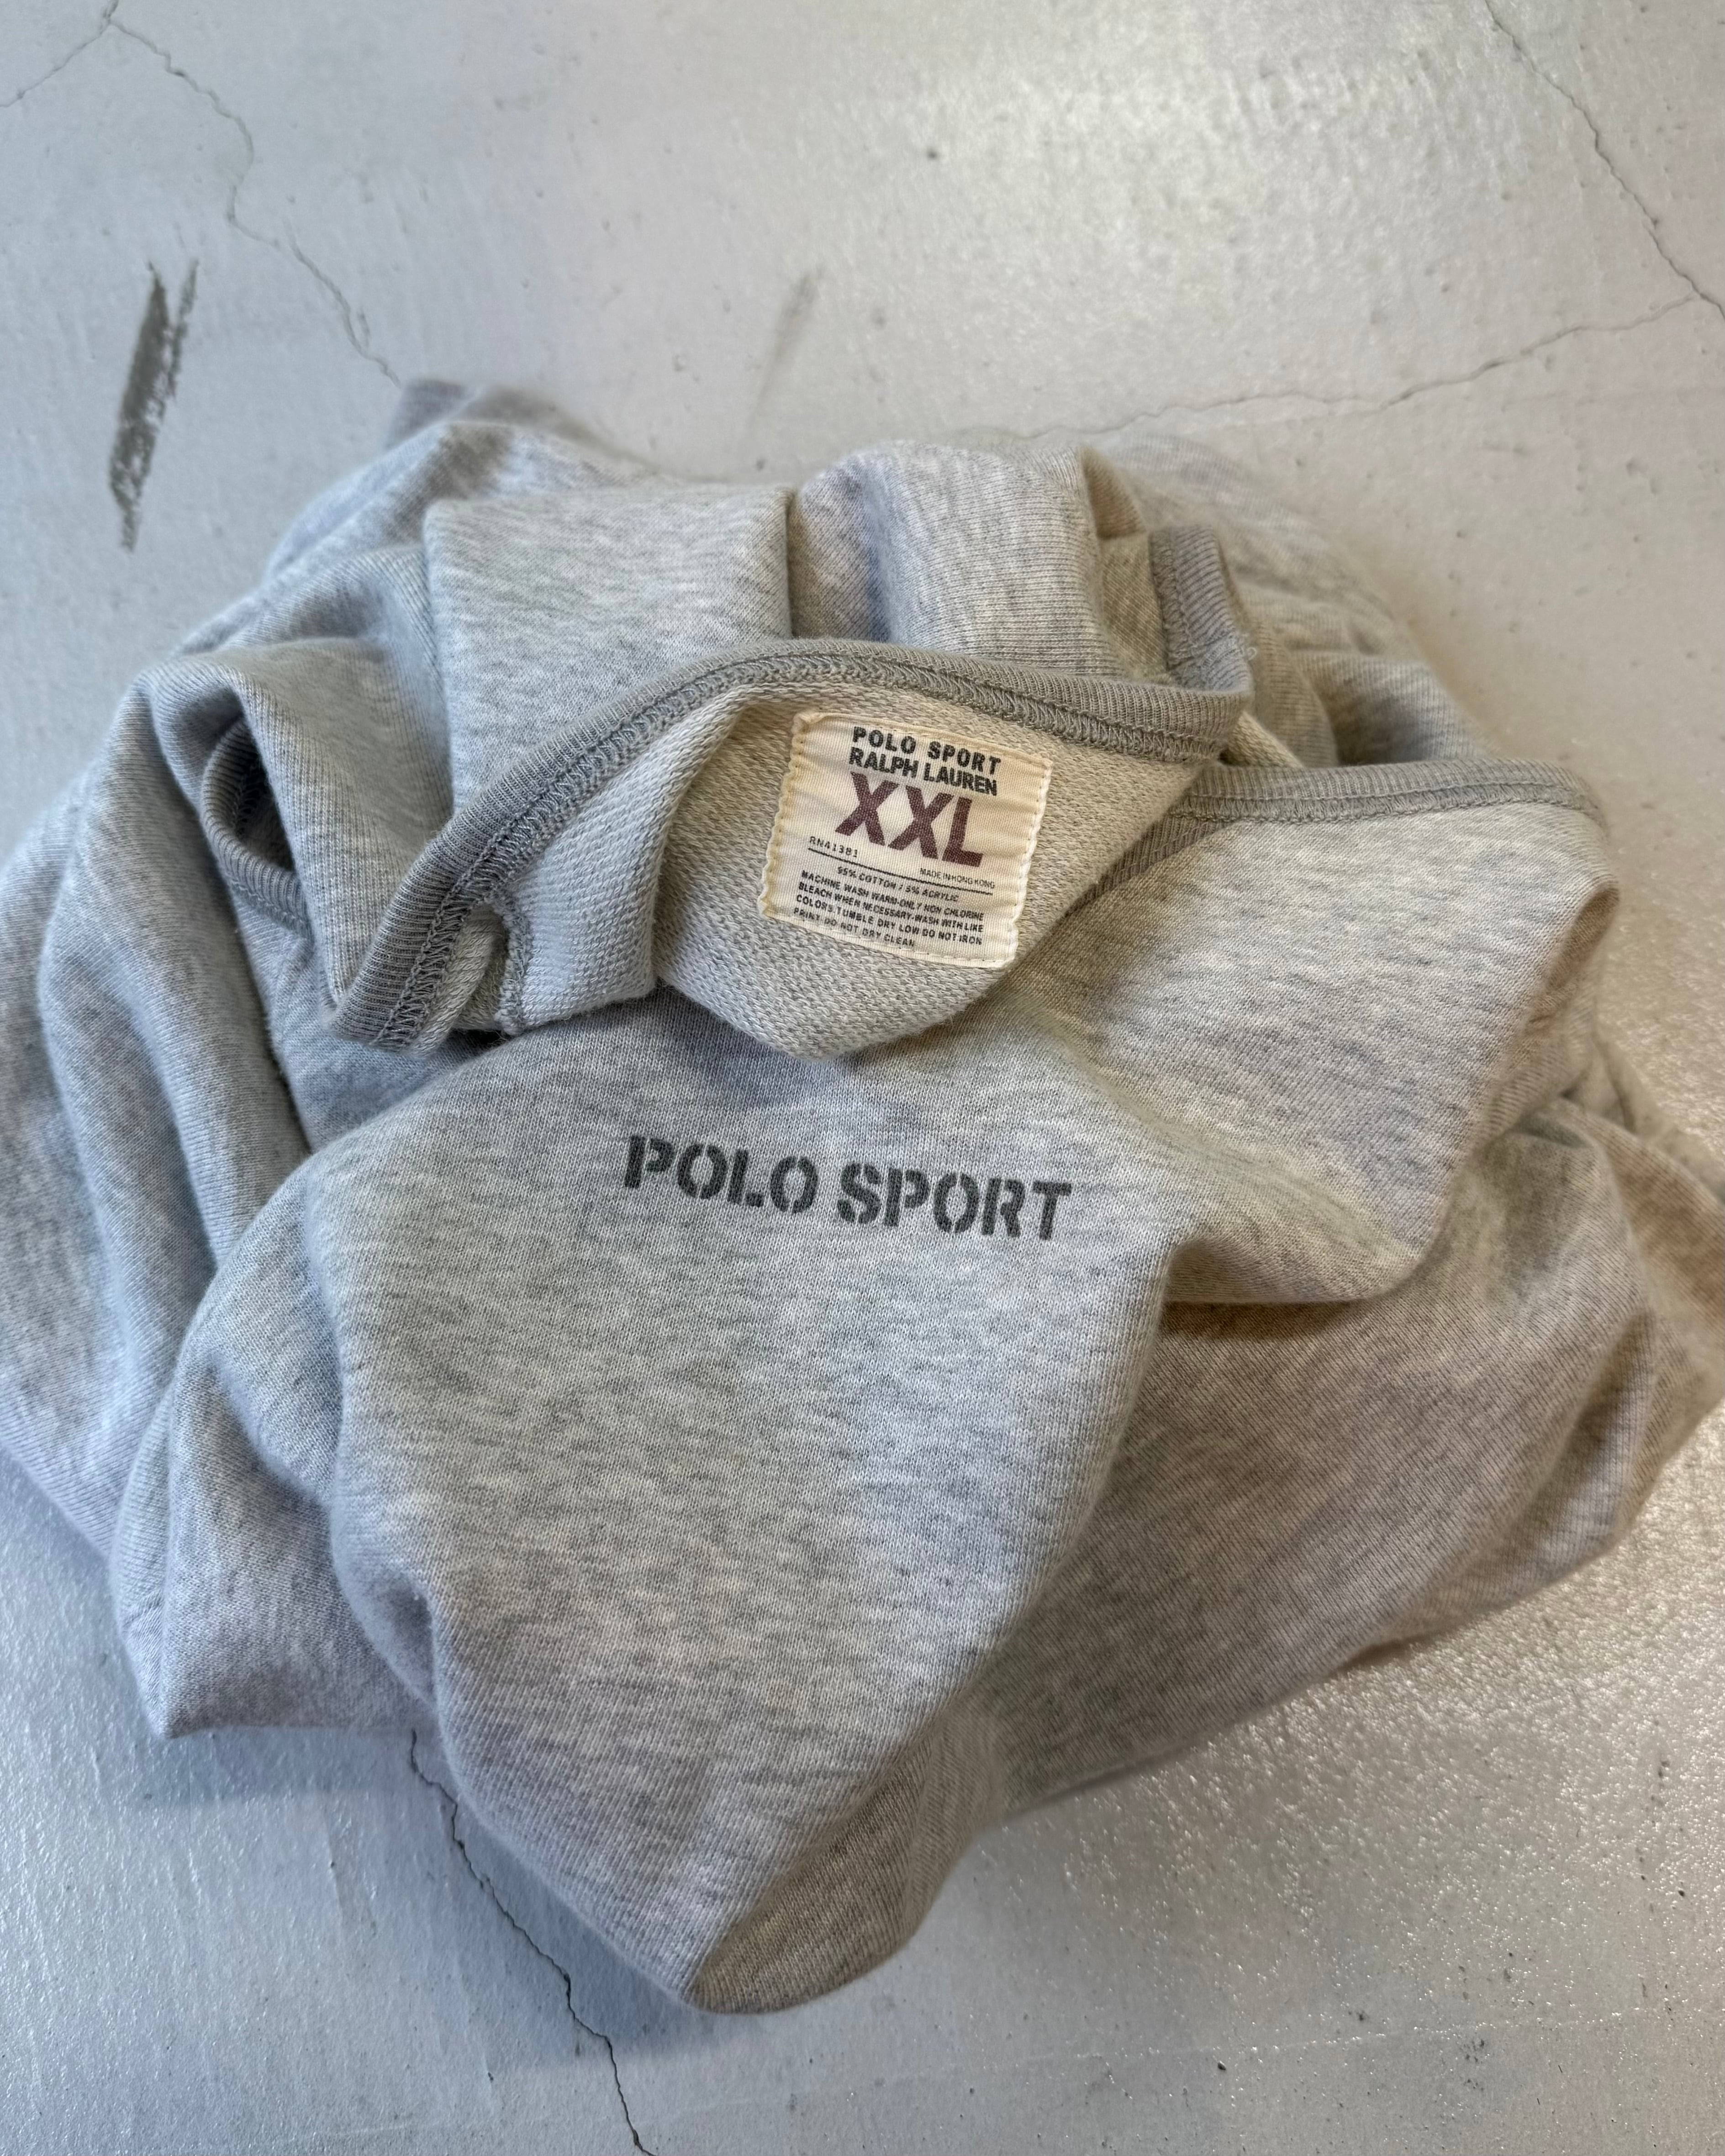 POLO SPORT
RALPH LAUREN
XXL
RN41381
MADE IN HONG KONG
95% COTTON / 5% ACRYLIC
MACHINE WASH WARM-ONLY NON CHLORINE
BLEACH WHEN NECESSARY-WASH WITH LIKE
COLORS.TUMBLE DRY LOW DO NOT IRON
PRINT-DO NOT DRY CLEAN
POLO SPORT